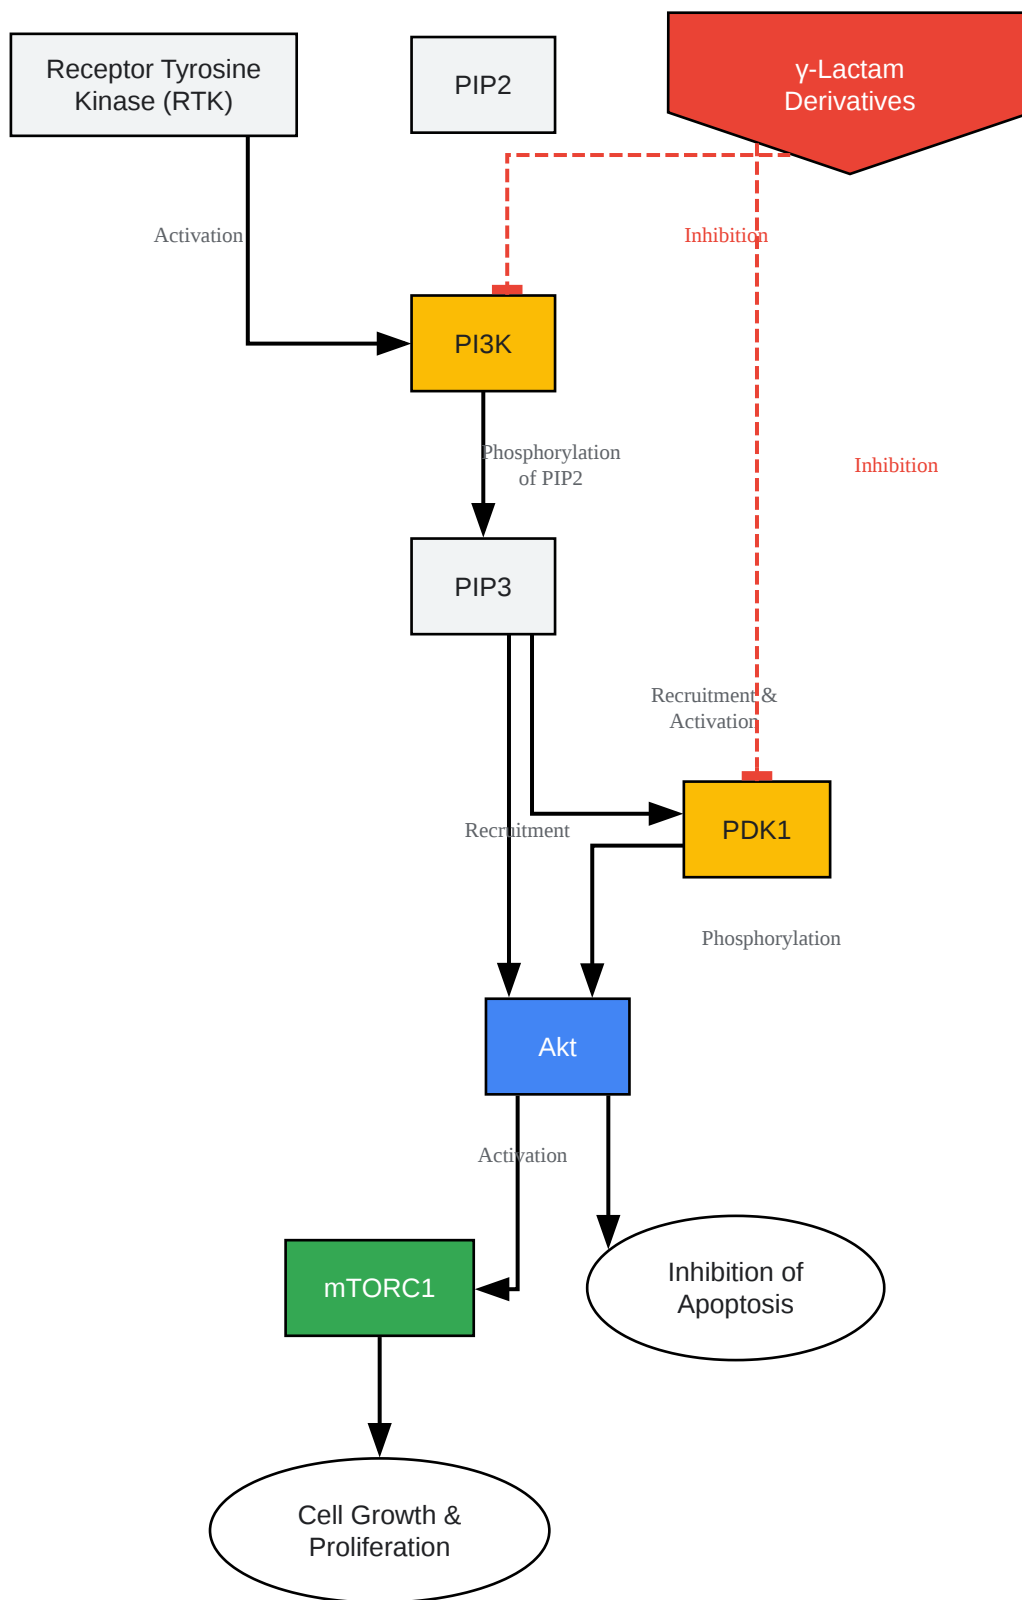 Receptor Tyrosine
Kinase (RTK)
PIP2
γ-Lactam
Derivatives
Activation
Inhibition
PI3K
Phosphorylation
of PIP2
Inhibition
PIP3
Recruitment &
Activation
Recruitment
PDK1
Phosphorylation
Akt
Activation
mTORC1
Inhibition of
Apoptosis
Cell Growth &
Proliferation